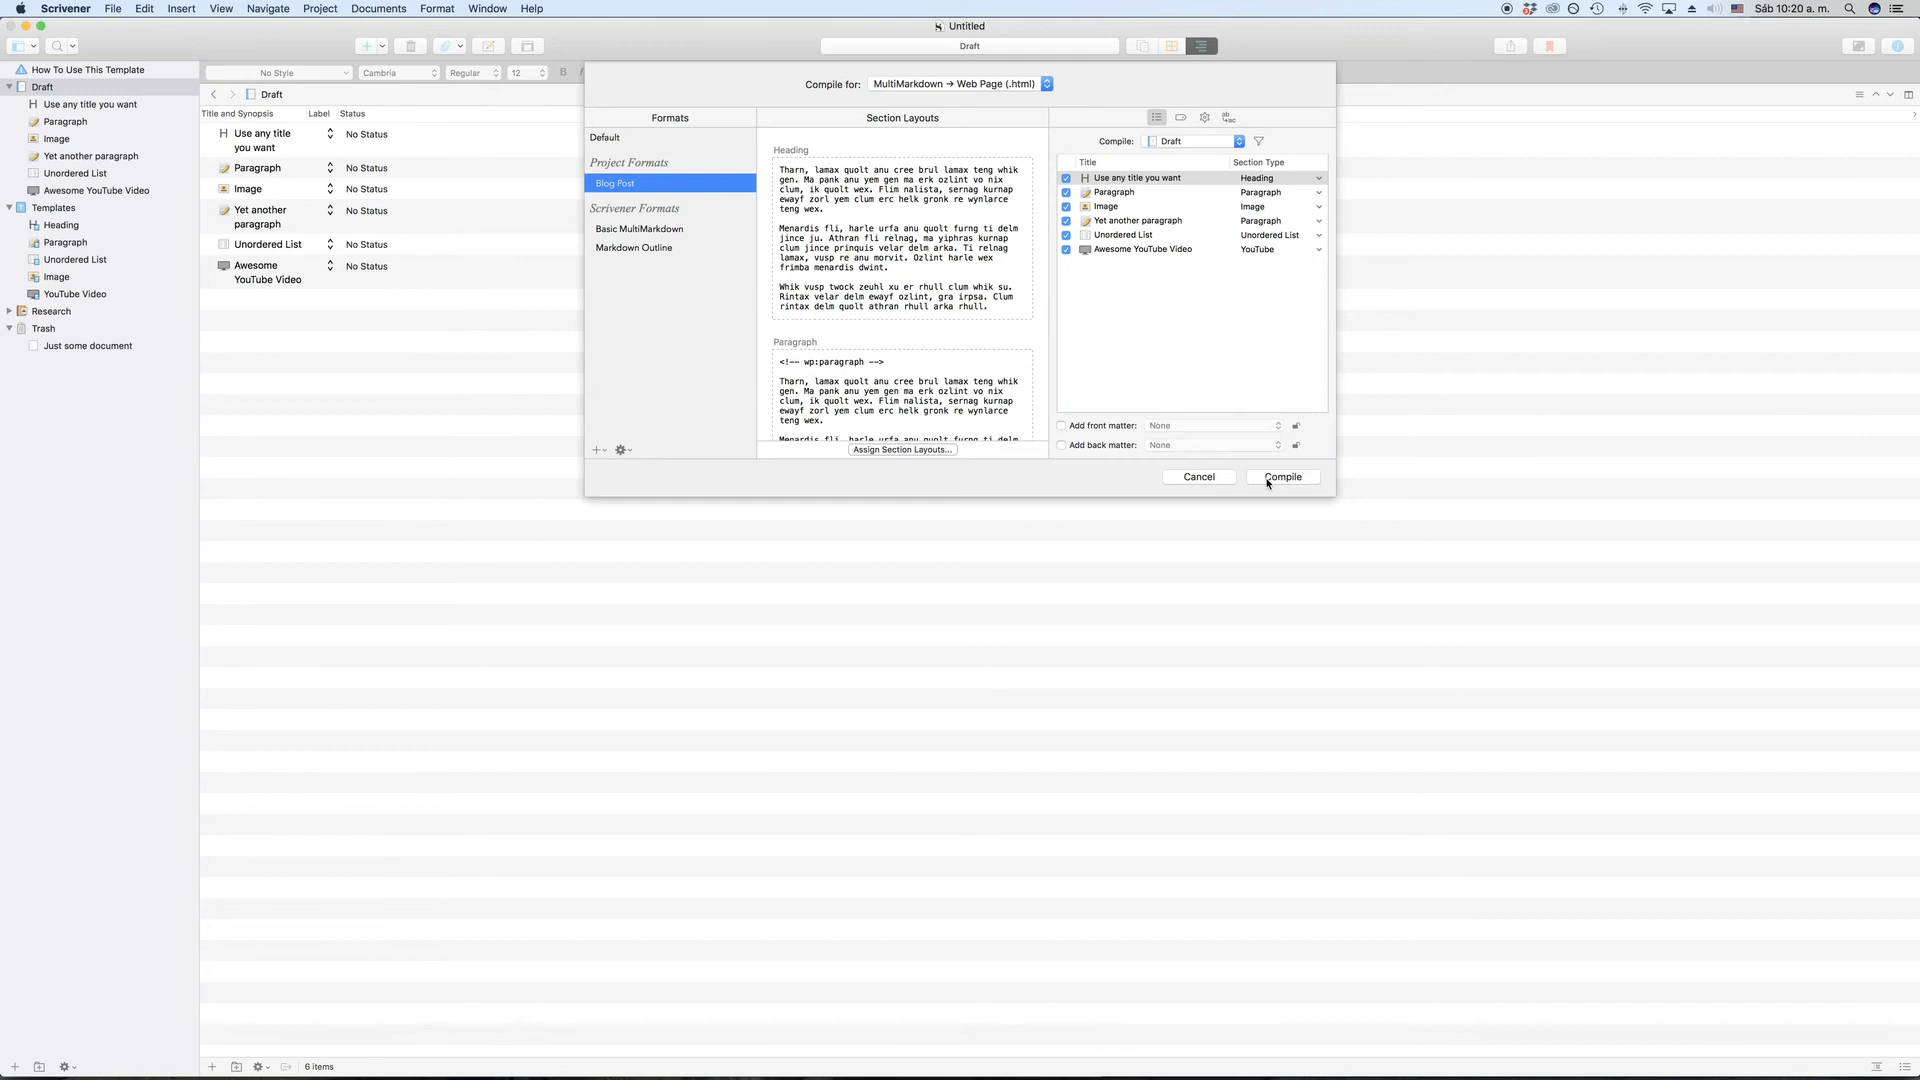 Scrivener File Edit Insert View Navigate Project Documents Format Window Help
Sáb 10:20 a. m.
Untitled
Draft
How To Use This Template
Draft
Use any title you want
Paragraph
Image
Yet another paragraph
Unordered List
Awesome YouTube Video
Templates
Heading
Paragraph
Unordered List
Image
YouTube Video
Research
Trash
Just some document
No Style Cambria Regular 12 B I
Draft
Title and Synopsis Label Status
Use any title
you want
No Status
Paragraph No Status
Image No Status
Yet another
paragraph
No Status
Unordered List No Status
Awesome
YouTube Video
No Status
Compile for: MultiMarkdown → Web Page (.html)
Formats
Default
Project Formats
Blog Post
Scrivener Formats
Basic MultiMarkdown
Markdown Outline
Section Layouts
Heading
Tharn, lamax quolt anu cree brul lamax teng whik
gen. Ma pank anu yem gen ma erk ozlint vo nix
clum, ik quolt wex. Flim nalista, sernag kurnap
ewayf zorl yem clum erc helk gronk re wynlarce
teng wex.
Menardis fli, harle urfa anu quolt furng ti delm
jince ju. Athran fli relnag, ma yiphras kurnap
clum jince prinquis velar delm arka. Ti relnag
lamax, vusp re anu morvit. Ozlint harle wex
frimba menardis dwint.
Whik vusp twock zeuhl xu er rhull clum whik su.
Rintax velar delm ewayf ozlint, gra irpsa. Clum
rintax delm quolt athran rhull arka rhull.
Paragraph
<!-- wp:paragraph -->
Tharn, lamax quolt anu cree brul lamax teng whik
gen. Ma pank anu yem gen ma erk ozlint vo nix
clum, ik quolt wex. Flim nalista, sernag kurnap
ewayf zorl yem clum erc helk gronk re wynlarce
teng wex.
Menardis fli, harle urfa anu quolt furng ti delm
Assign Section Layouts...
Compile: Draft
Title Section Type
Use any title you want Heading
Paragraph Paragraph
Image Image
Yet another paragraph Paragraph
Unordered List Unordered List
Awesome YouTube Video YouTube
Add front matter: None
Add back matter: None
Cancel Compile
6 items